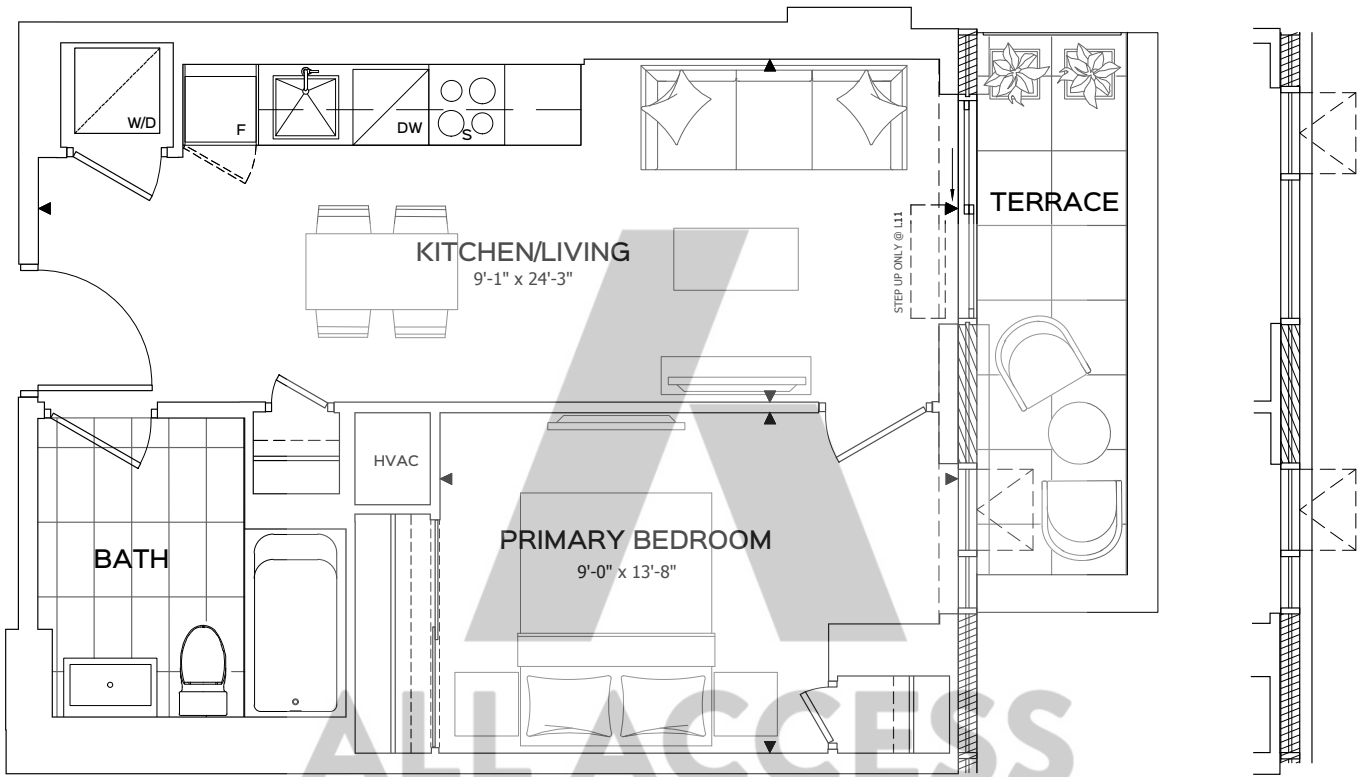 W/D
F
DW
S
TERRACE
KITCHEN/LIVING
9'-1" x 24'-3"
STEP UP ONLY @ L11
HVAC
PRIMARY BEDROOM
9'-0" x 13'-8"
BATH
ALL ACCESS